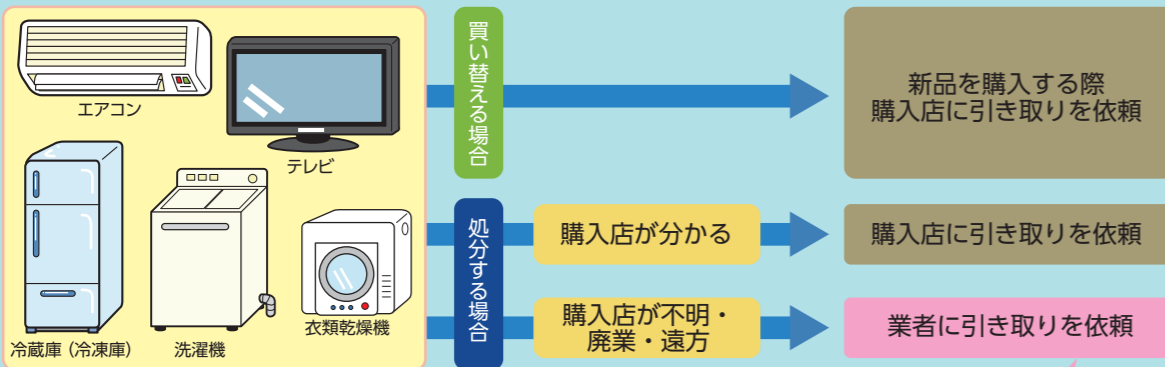 エアコン
テレビ
冷蔵庫（冷凍庫）
洗濯機
衣類乾燥機
買い替える場合
新品を購入する際
購入店に引き取りを依頼
処分する場合
購入店が分かる
購入店に引き取りを依頼
購入店が不明・
廃業・遠方
業者に引き取りを依頼